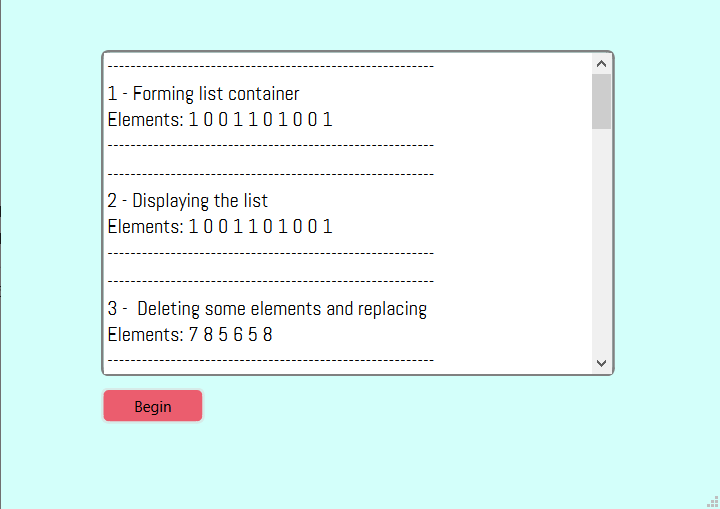 --------------------------------------------------------
1 - Forming list container
Elements: 1 0 0 1 1 0 1 0 0 1
--------------------------------------------------------
--------------------------------------------------------
2 - Displaying the list
Elements: 1 0 0 1 1 0 1 0 0 1
--------------------------------------------------------
--------------------------------------------------------
3 -  Deleting some elements and replacing
Elements: 7 8 5 6 5 8
--------------------------------------------------------
Begin